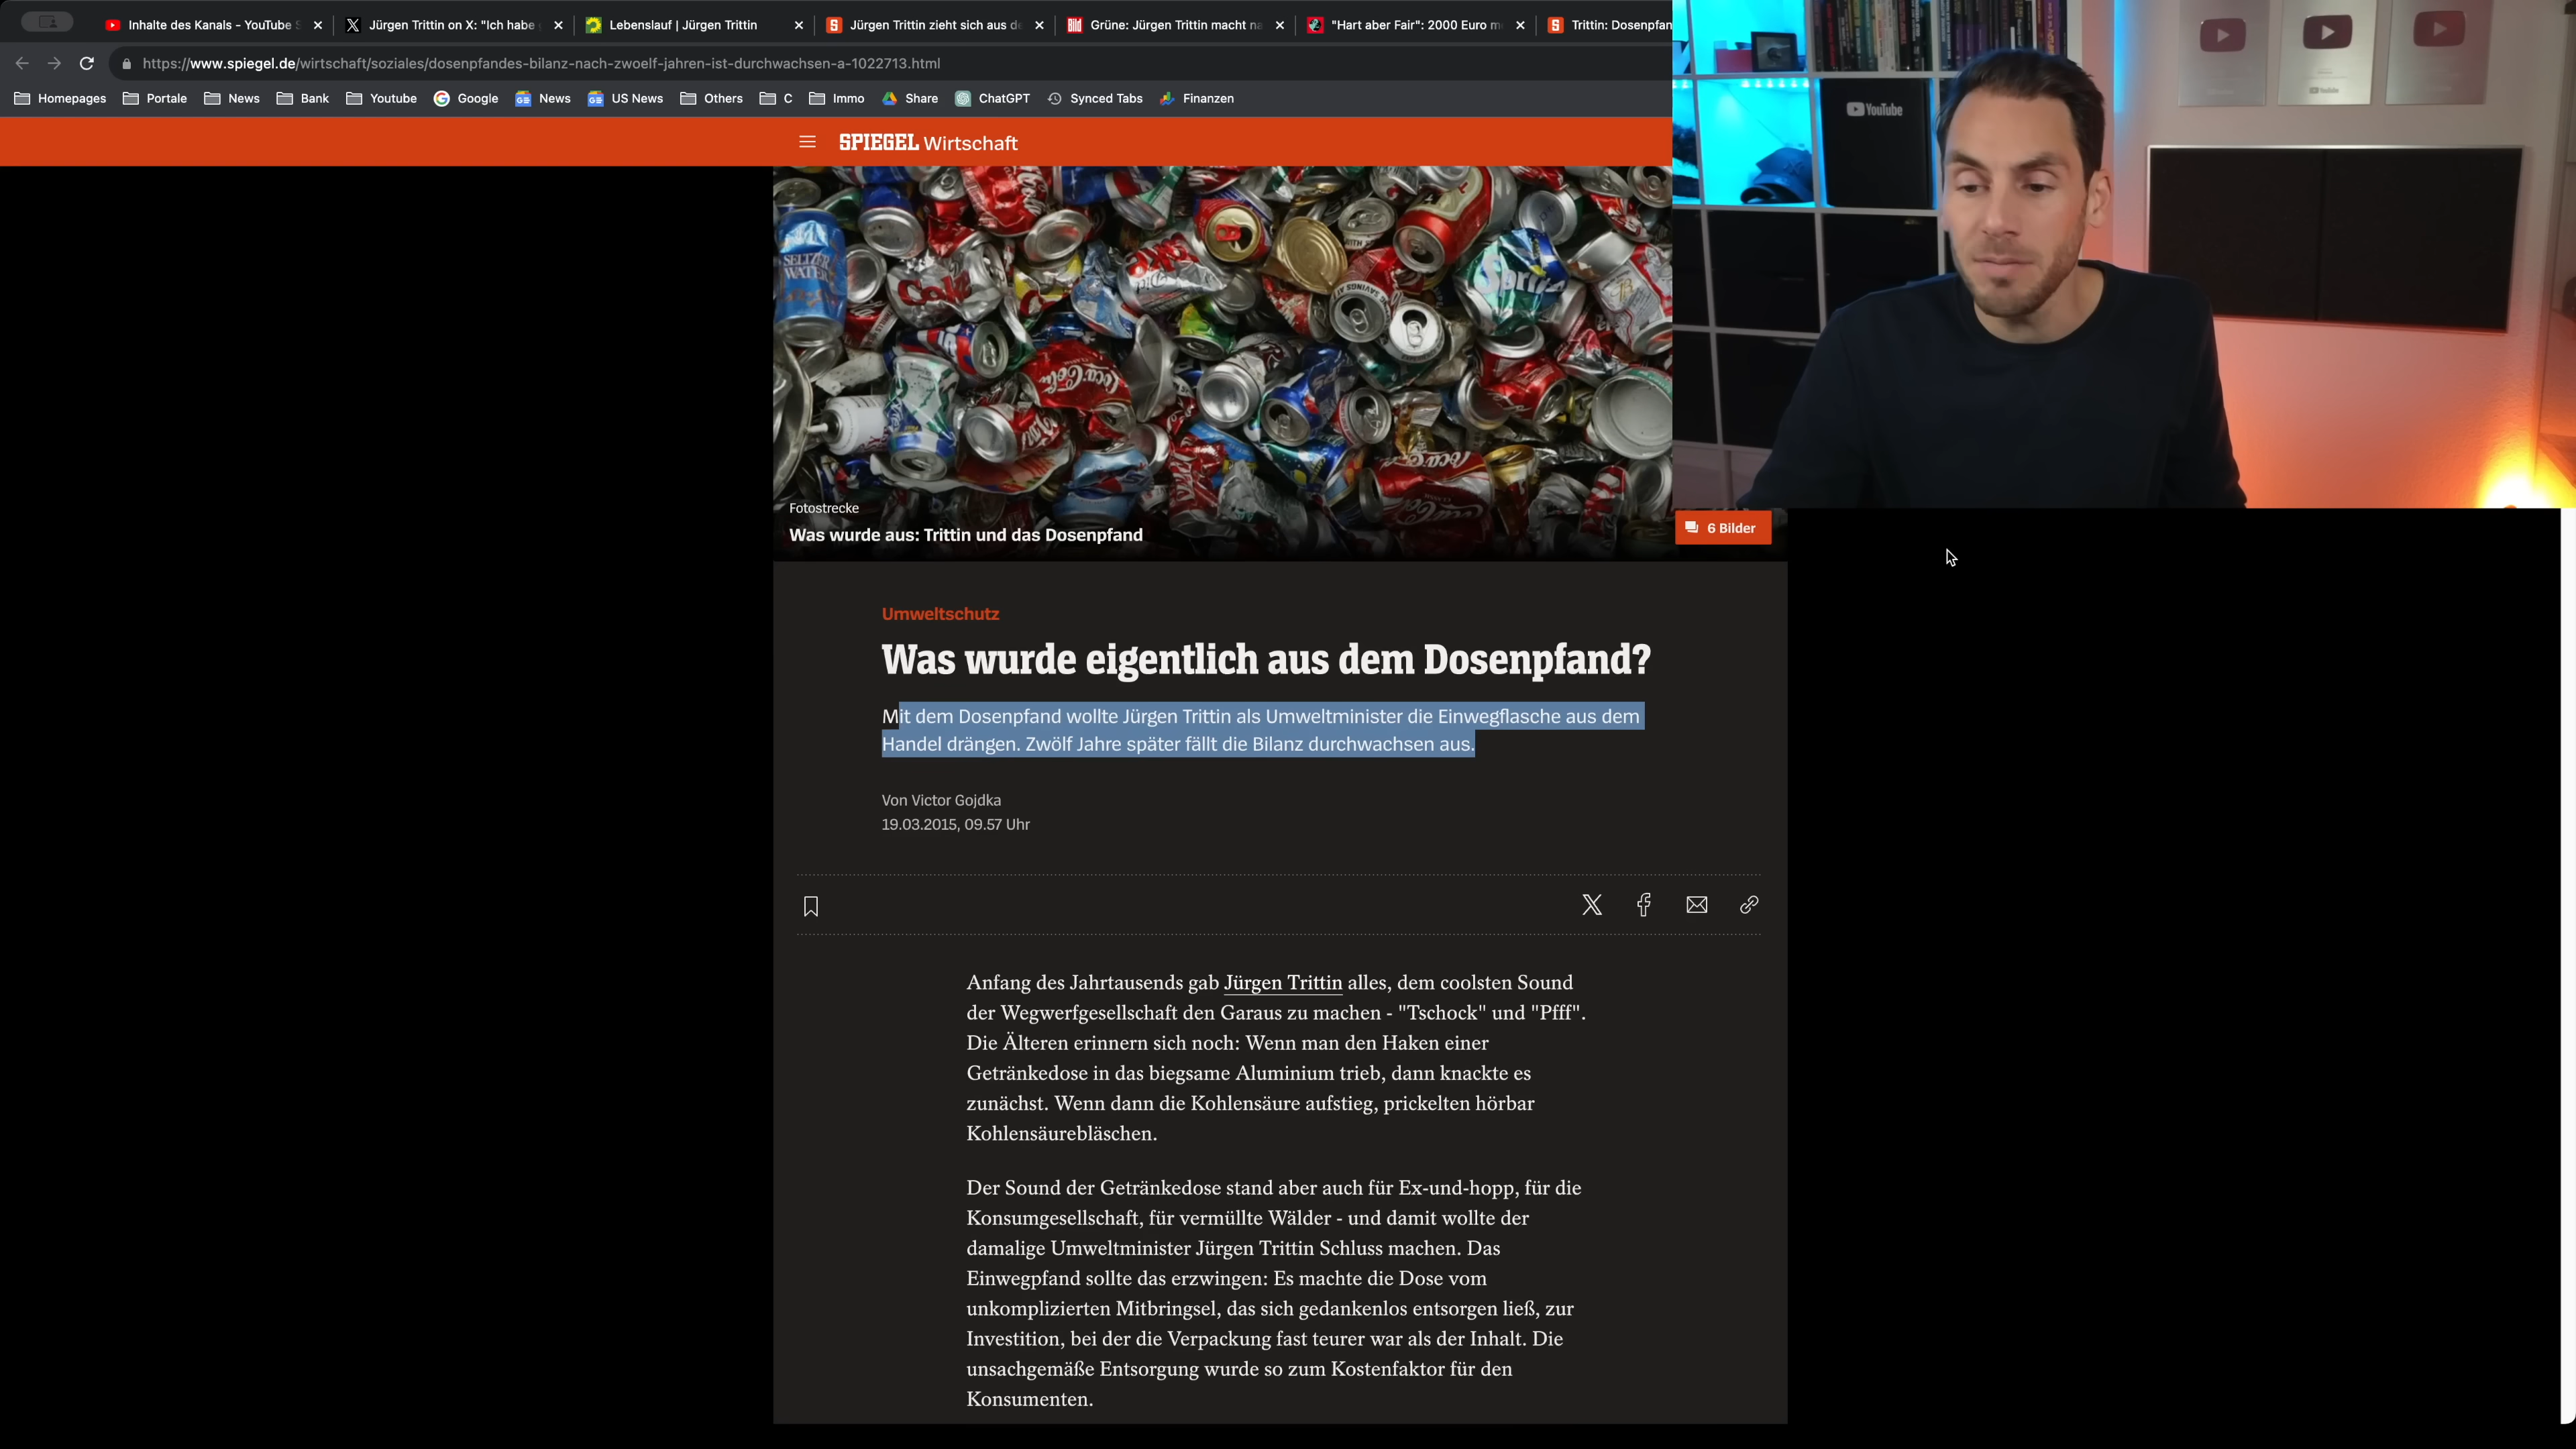 Inhalte des Kanals - YouTube S
Jürgen Trittin on X: "Ich habe
Lebenslauf | Jürgen Trittin
Jürgen Trittin zieht sich aus de
Grüne: Jürgen Trittin macht na
"Hart aber Fair": 2000 Euro m
Trittin: Dosenpfan
https://www.spiegel.de/wirtschaft/soziales/dosenpfandes-bilanz-nach-zwoelf-jahren-ist-durchwachsen-a-1022713.html
Homepages Portale News Bank Youtube Google News US News Others C Immo Share ChatGPT Synced Tabs Finanzen
SPIEGEL Wirtschaft
YouTube
SELTZER
WATER
Coke
Sprite
Coca-Cola
Coca-Cola
Fotostrecke
Was wurde aus: Trittin und das Dosenpfand
6 Bilder
Umweltschutz
Was wurde eigentlich aus dem Dosenpfand?
Mit dem Dosenpfand wollte Jürgen Trittin als Umweltminister die Einwegflasche aus dem
Handel drängen. Zwölf Jahre später fällt die Bilanz durchwachsen aus.
Von Victor Gojdka
19.03.2015, 09.57 Uhr
Anfang des Jahrtausends gab Jürgen Trittin alles, dem coolsten Sound
der Wegwerfgesellschaft den Garaus zu machen - "Tschock" und "Pfff".
Die Älteren erinnern sich noch: Wenn man den Haken einer
Getränkedose in das biegsame Aluminium trieb, dann knackte es
zunächst. Wenn dann die Kohlensäure aufstieg, prickelten hörbar
Kohlensäurebläschen.
Der Sound der Getränkedose stand aber auch für Ex-und-hopp, für die
Konsumgesellschaft, für vermüllte Wälder - und damit wollte der
damalige Umweltminister Jürgen Trittin Schluss machen. Das
Einwegpfand sollte das erzwingen: Es machte die Dose vom
unkomplizierten Mitbringsel, das sich gedankenlos entsorgen ließ, zur
Investition, bei der die Verpackung fast teurer war als der Inhalt. Die
unsachgemäße Entsorgung wurde so zum Kostenfaktor für den
Konsumenten.